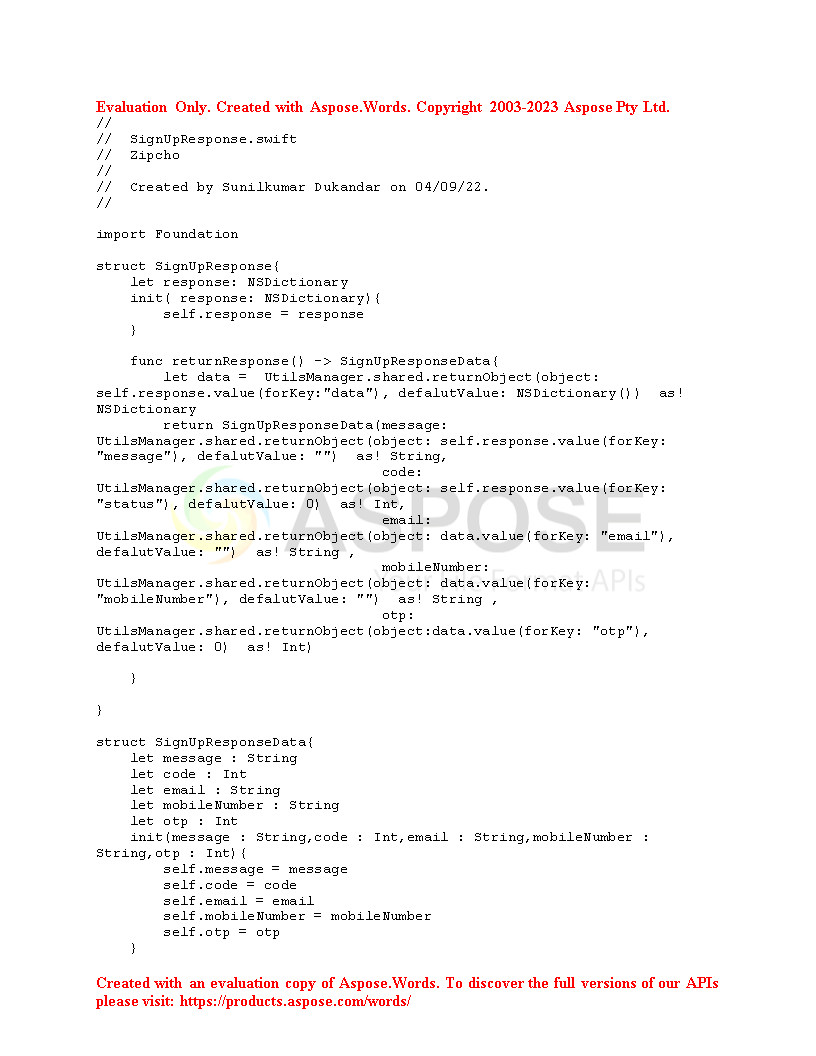 Evaluation Only. Created with Aspose.Words. Copyright 2003-2023 Aspose Pty Ltd.
//
//  SignUpResponse.swift
//  Zipcho
//
//  Created by Sunilkumar Dukandar on 04/09/22.
//
import Foundation
struct SignUpResponse{
    let response: NSDictionary
    init( response: NSDictionary){
        self.response = response
    }
    func returnResponse() -> SignUpResponseData{
        let data =  UtilsManager.shared.returnObject(object:
self.response.value(forKey:"data"), defalutValue: NSDictionary())  as!
NSDictionary
        return SignUpResponseData(message:
UtilsManager.shared.returnObject(object: self.response.value(forKey:
"message"), defalutValue: "")  as! String,
                                  code:
UtilsManager.shared.returnObject(object: self.response.value(forKey:
"status"), defalutValue: 0)  as! Int,
                                  email:
UtilsManager.shared.returnObject(object: data.value(forKey: "email"),
defalutValue: "")  as! String ,
                                  mobileNumber:
UtilsManager.shared.returnObject(object: data.value(forKey:
"mobileNumber"), defalutValue: "")  as! String ,
                                  otp:
UtilsManager.shared.returnObject(object:data.value(forKey: "otp"),
defalutValue: 0)  as! Int)
    }
}
struct SignUpResponseData{
    let message : String
    let code : Int
    let email : String
    let mobileNumber : String
    let otp : Int
    init(message : String,code : Int,email : String,mobileNumber :
String,otp : Int){
        self.message = message
        self.code = code
        self.email = email
        self.mobileNumber = mobileNumber
        self.otp = otp
    }
Created with an evaluation copy of Aspose.Words. To discover the full versions of our APIs
please visit: https://products.aspose.com/words/
ASPOSE
APIs